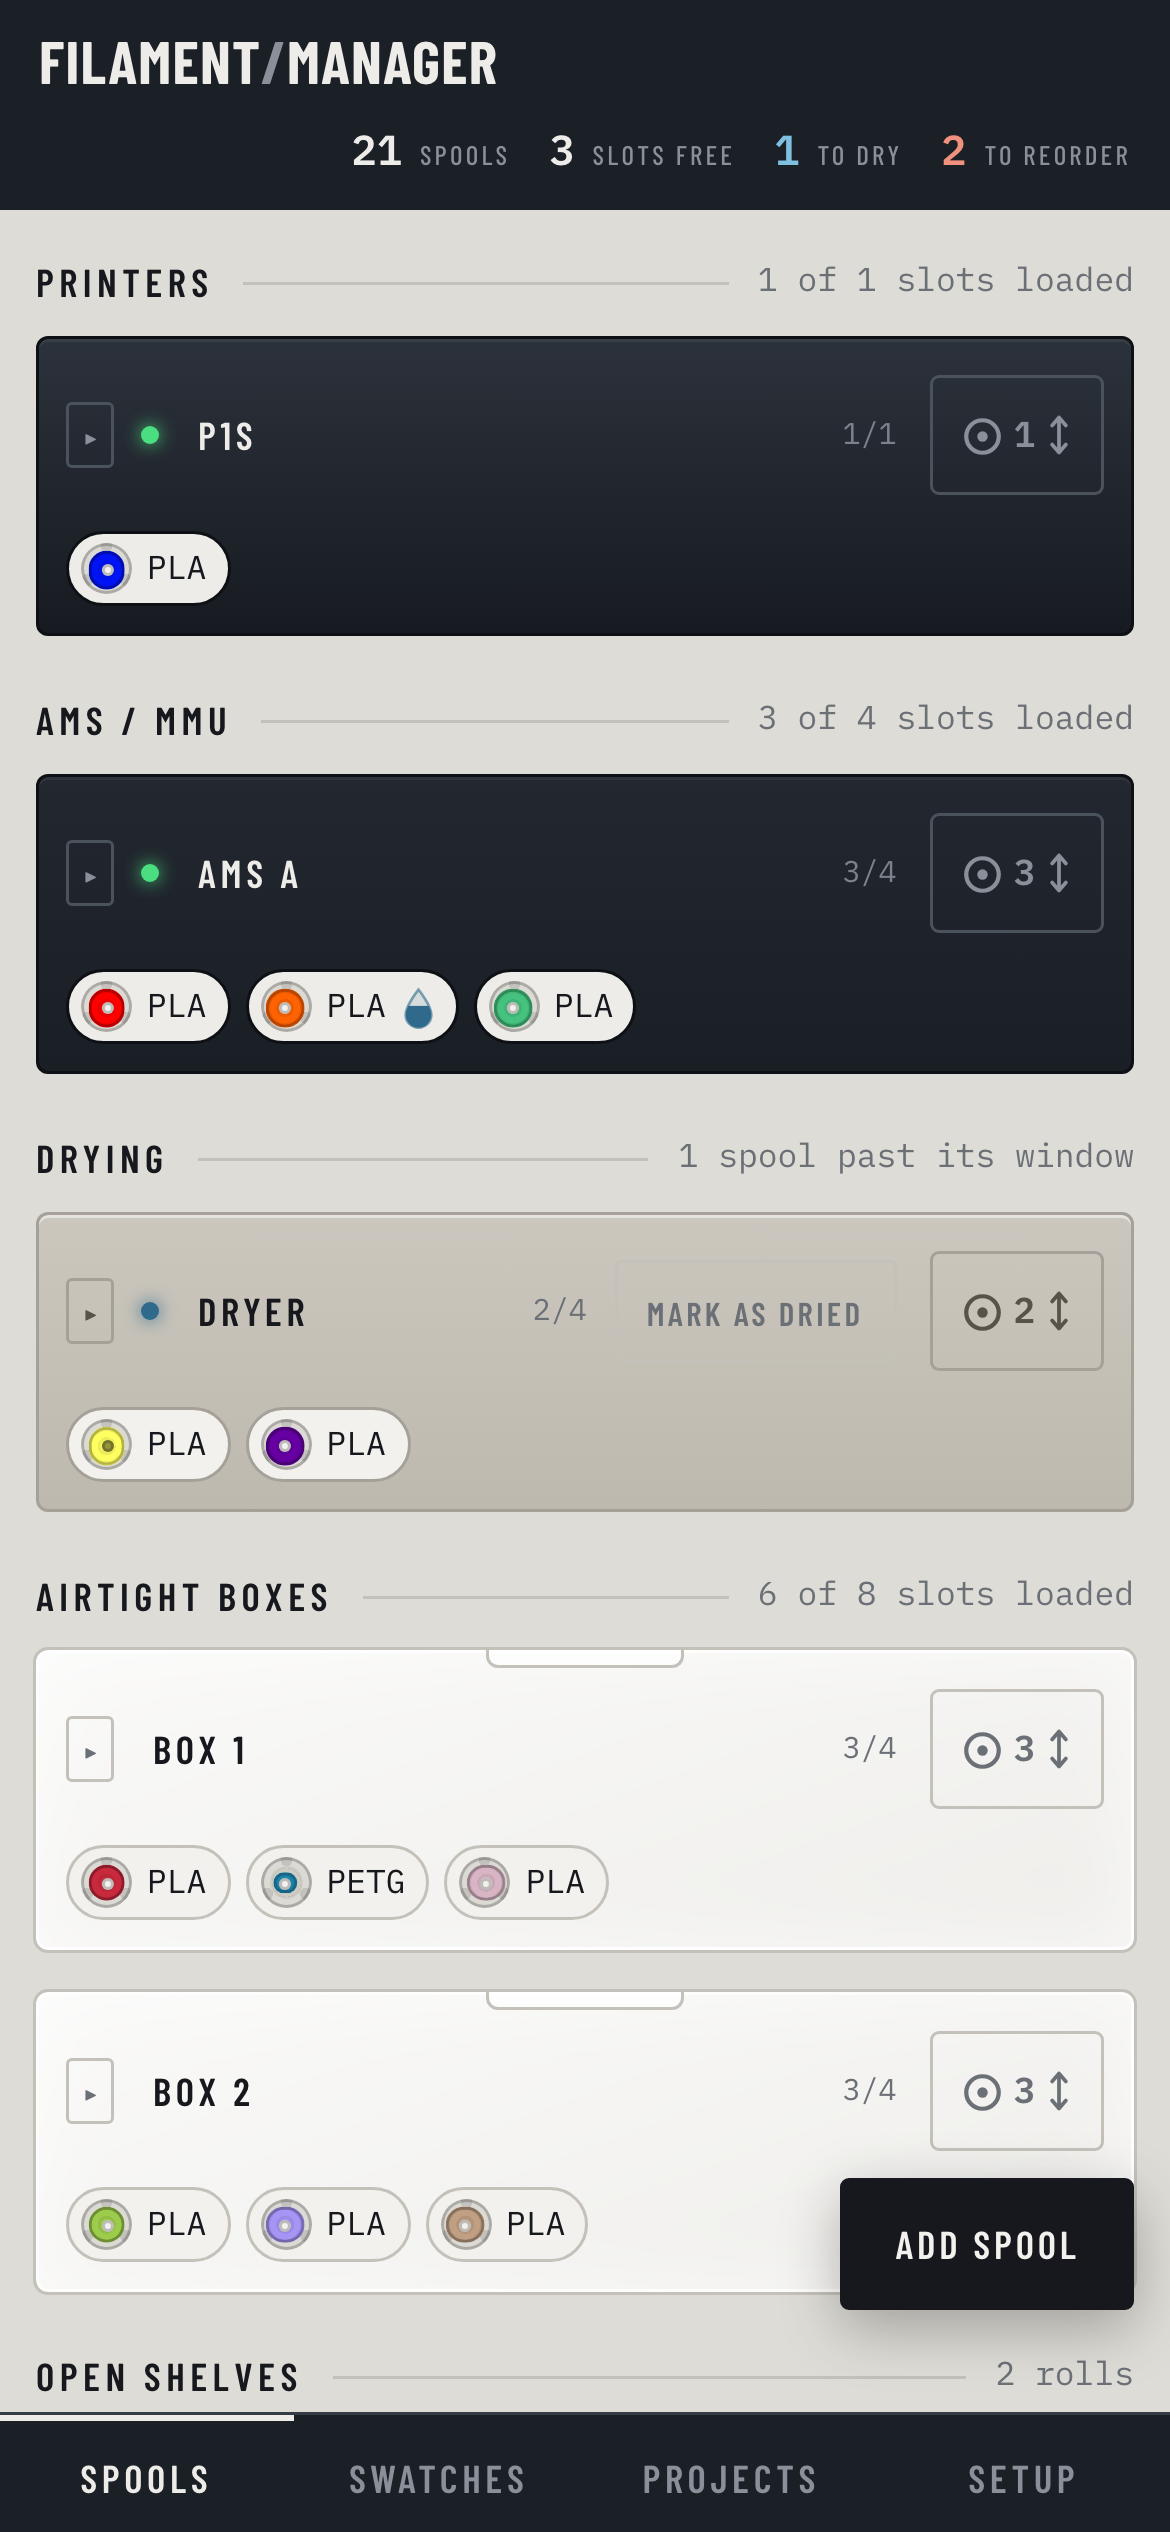 FILAMENT/MANAGER
21 SPOOLS 3 SLOTS FREE 1 TO DRY 2 TO REORDER
PRINTERS 1 of 1 slots loaded
P1S 1/1 1
PLA
AMS / MMU 3 of 4 slots loaded
AMS A 3/4 3
PLA PLA PLA
DRYING 1 spool past its window
DRYER 2/4 MARK AS DRIED 2
PLA PLA
AIRTIGHT BOXES 6 of 8 slots loaded
BOX 1 3/4 3
PLA PETG PLA
BOX 2 3/4 3
PLA PLA PLA
ADD SPOOL
OPEN SHELVES 2 rolls
SPOOLS SWATCHES PROJECTS SETUP